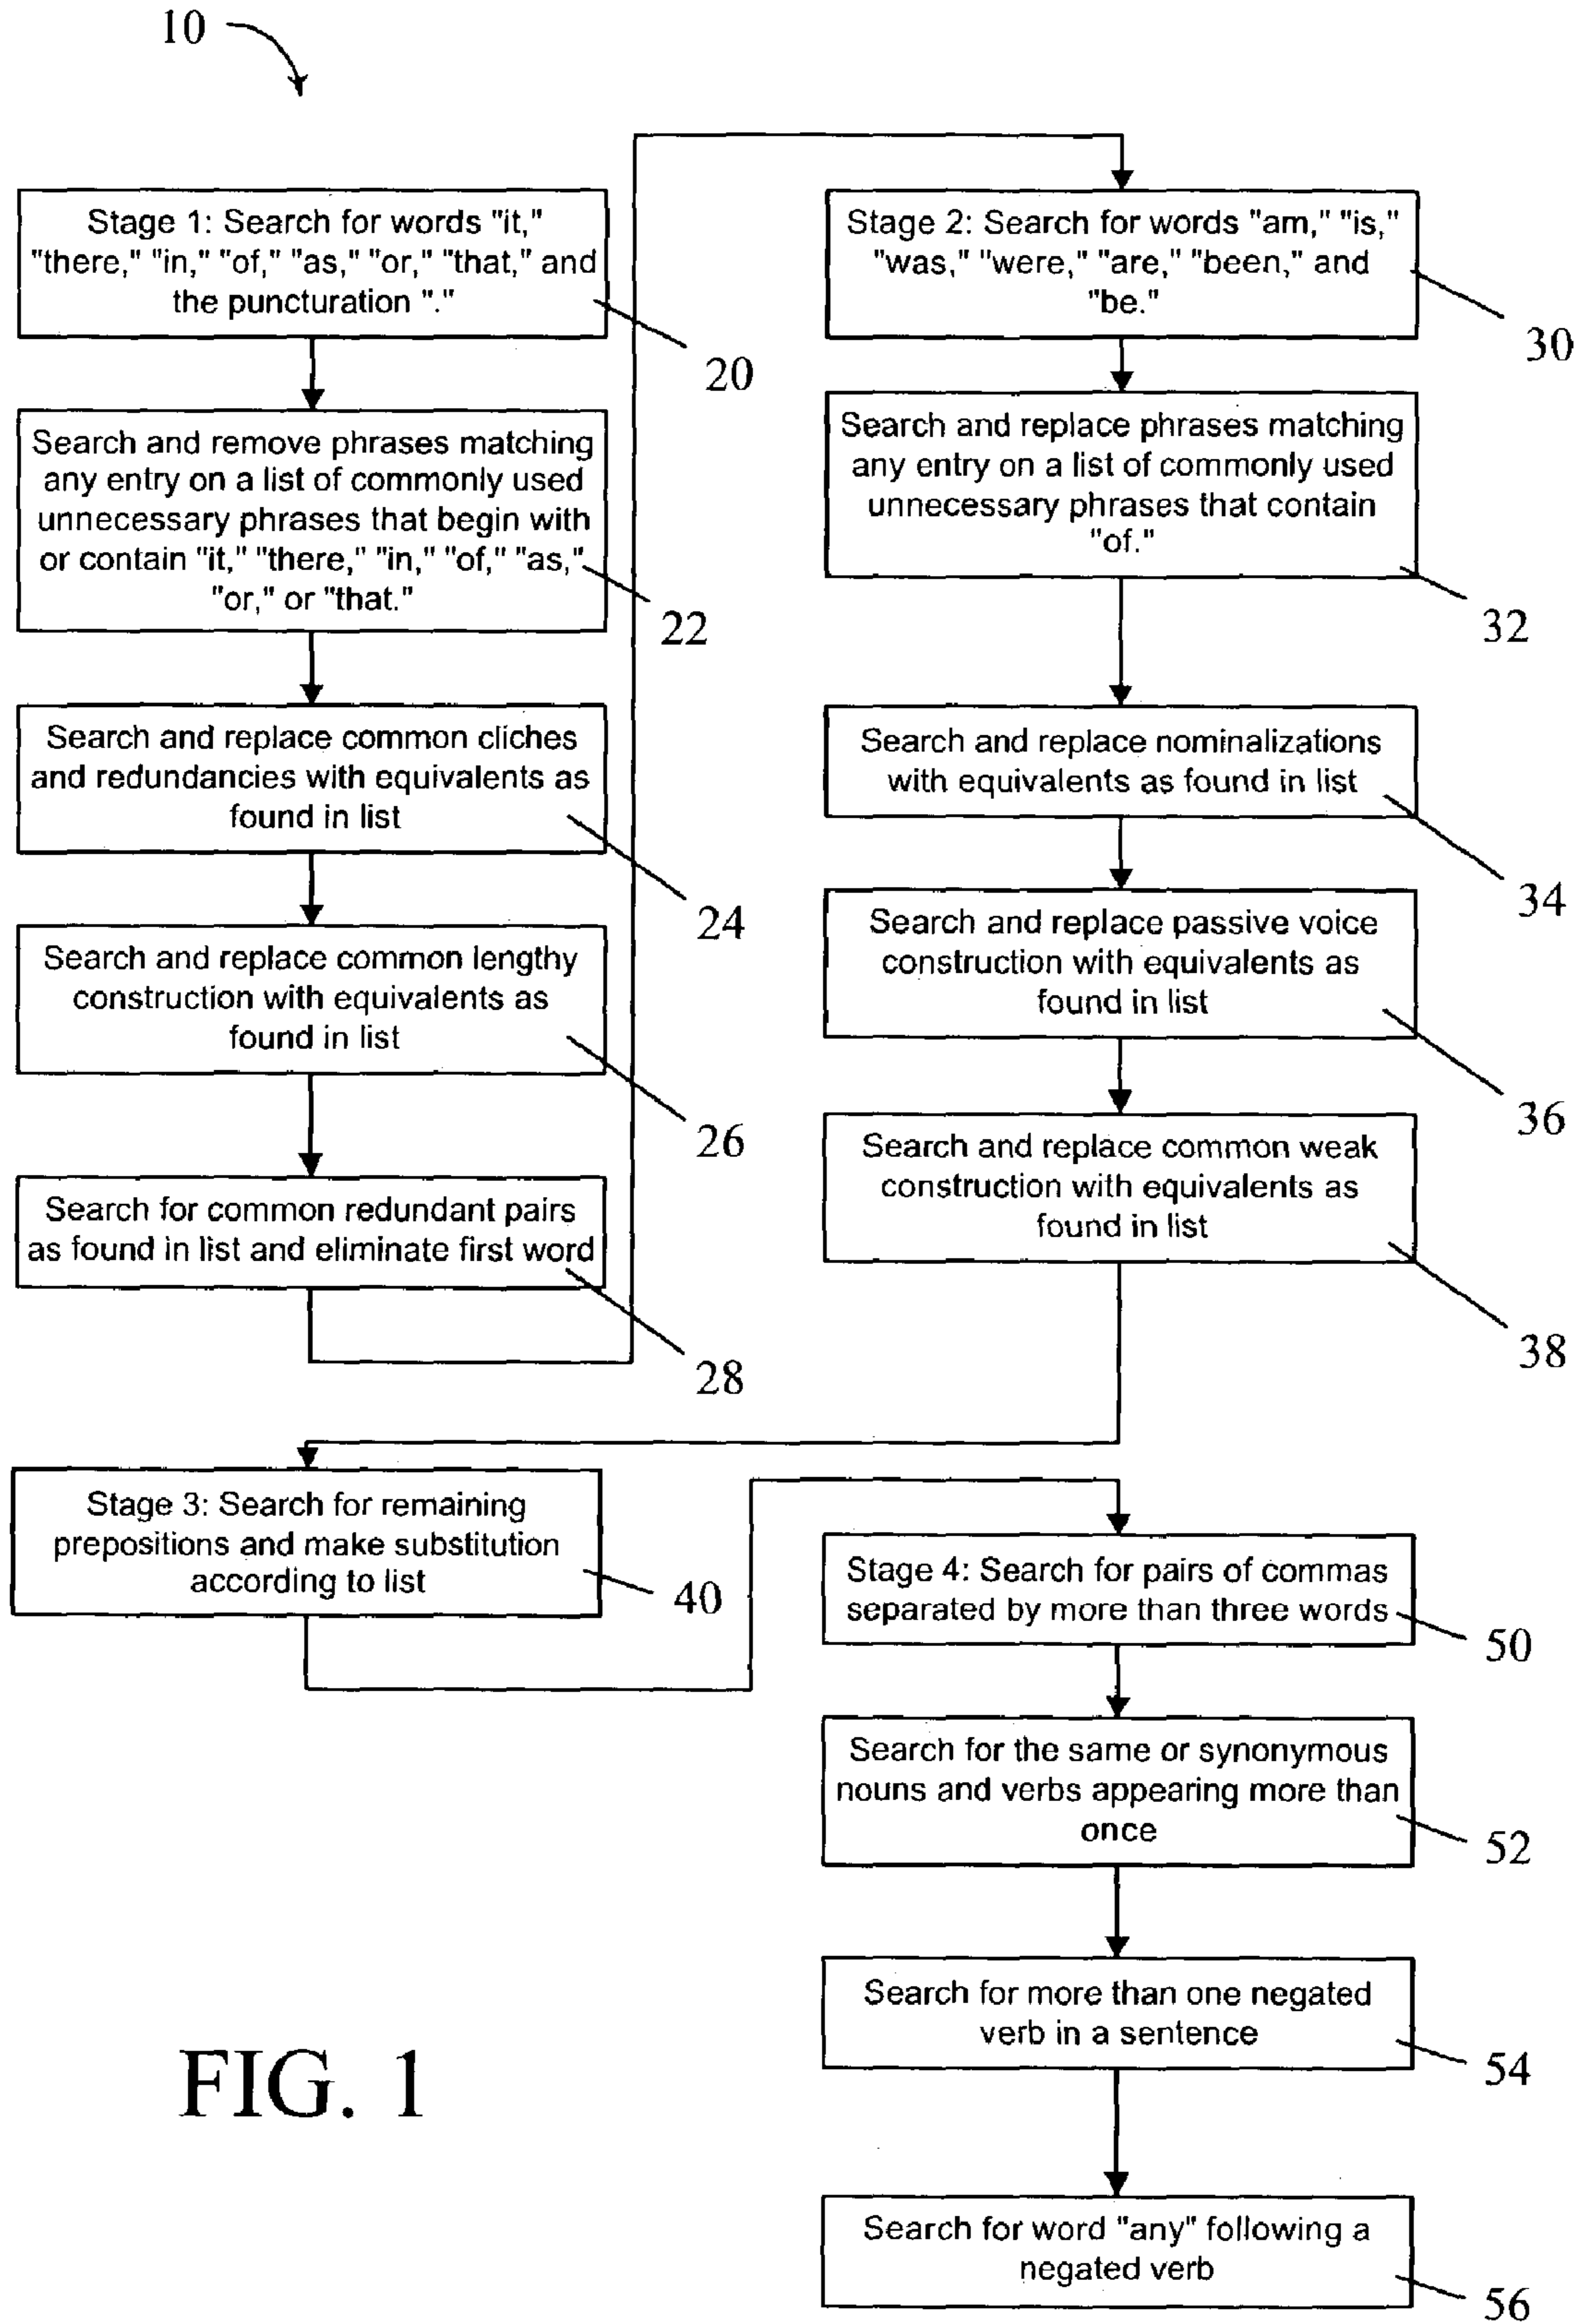 10
Stage 1: Search for words "it,"
"there," "in," "of," "as," "or," "that," and
the puncturation "."
20
Search and remove phrases matching
any entry on a list of commonly used
unnecessary phrases that begin with
or contain "it," "there," "in," "of," "as,"
"or," or "that."
22
Search and replace common cliches
and redundancies with equivalents as
found in list
24
Search and replace common lengthy
construction with equivalents as
found in list
26
Search for common redundant pairs
as found in list and eliminate first word
28
Stage 2: Search for words "am," "is,"
"was," "were," "are," "been," and
"be."
30
Search and replace phrases matching
any entry on a list of commonly used
unnecessary phrases that contain
"of."
32
Search and replace nominalizations
with equivalents as found in list
34
Search and replace passive voice
construction with equivalents as
found in list
36
Search and replace common weak
construction with equivalents as
found in list
38
Stage 3: Search for remaining
prepositions and make substitution
according to list
40
Stage 4: Search for pairs of commas
separated by more than three words
50
Search for the same or synonymous
nouns and verbs appearing more than
once
52
Search for more than one negated
verb in a sentence
54
Search for word "any" following a
negated verb
56
FIG. 1